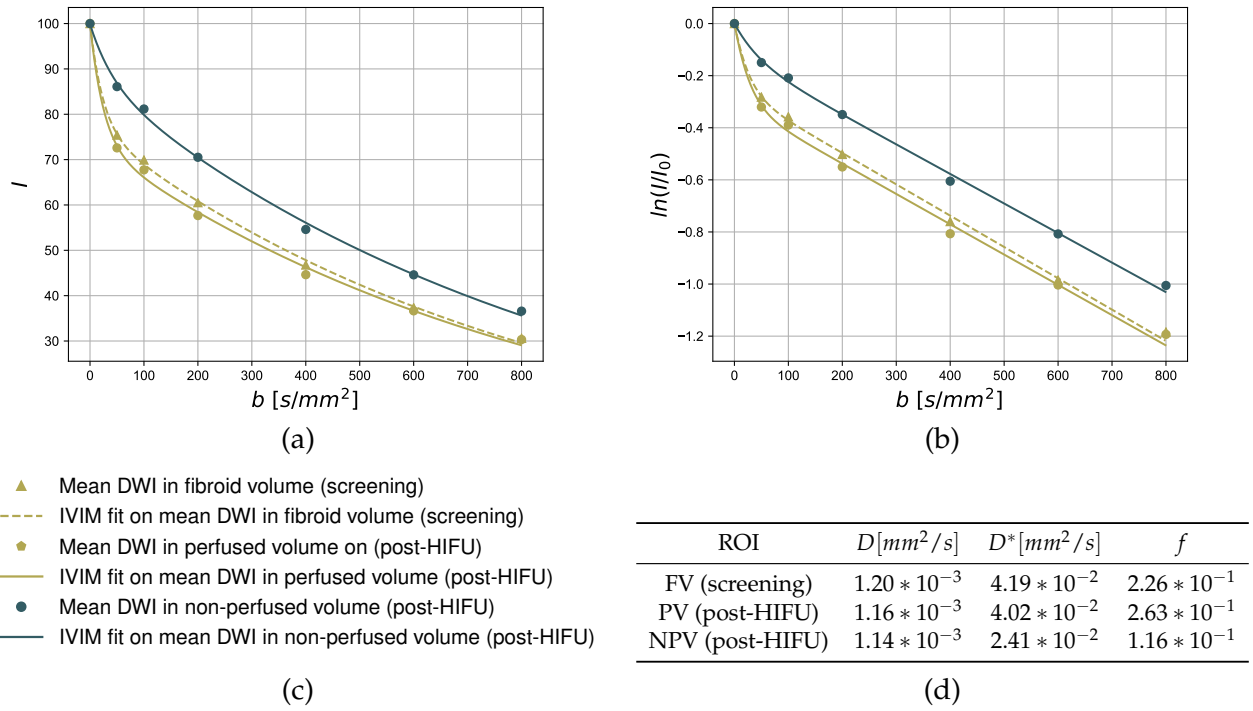 100
90
80
70
60
50
40
30
I
0 100 200 300 400 500 600 700 800
b [s/mm²]
(a)
0.0
−0.2
−0.4
−0.6
−0.8
−1.0
−1.2
ln(I/I₀)
0 100 200 300 400 500 600 700 800
b [s/mm²]
(b)
Mean DWI in fibroid volume (screening)
IVIM fit on mean DWI in fibroid volume (screening)
Mean DWI in perfused volume on (post-HIFU)
IVIM fit on mean DWI in perfused volume (post-HIFU)
Mean DWI in non-perfused volume (post-HIFU)
IVIM fit on mean DWI in non-perfused volume (post-HIFU)
(c)
ROI D[mm²/s] D*[mm²/s] f
FV (screening) 1.20 * 10⁻³ 4.19 * 10⁻² 2.26 * 10⁻¹
PV (post-HIFU) 1.16 * 10⁻³ 4.02 * 10⁻² 2.63 * 10⁻¹
NPV (post-HIFU) 1.14 * 10⁻³ 2.41 * 10⁻² 1.16 * 10⁻¹
(d)